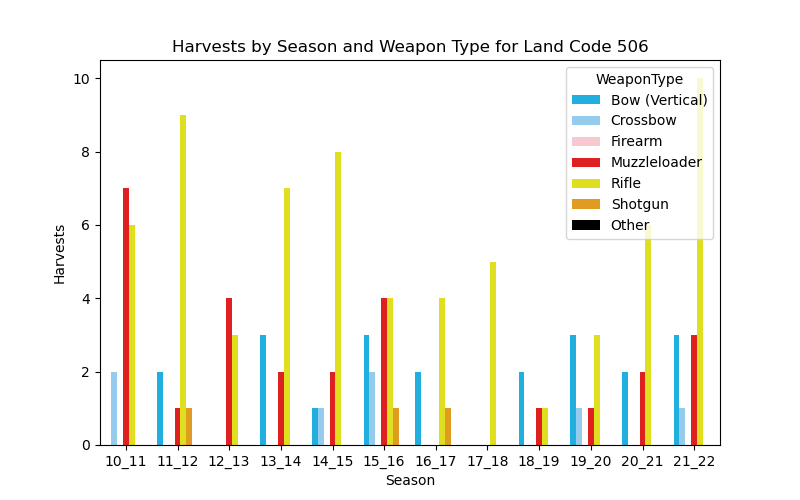 Harvests by Season and Weapon Type for Land Code 506
WeaponType
Bow (Vertical)
Crossbow
Firearm
Muzzleloader
Rifle
Shotgun
Other
Harvests
10
8
6
4
2
0
10_11 11_12 12_13 13_14 14_15 15_16 16_17 17_18 18_19 19_20 20_21 21_22
Season